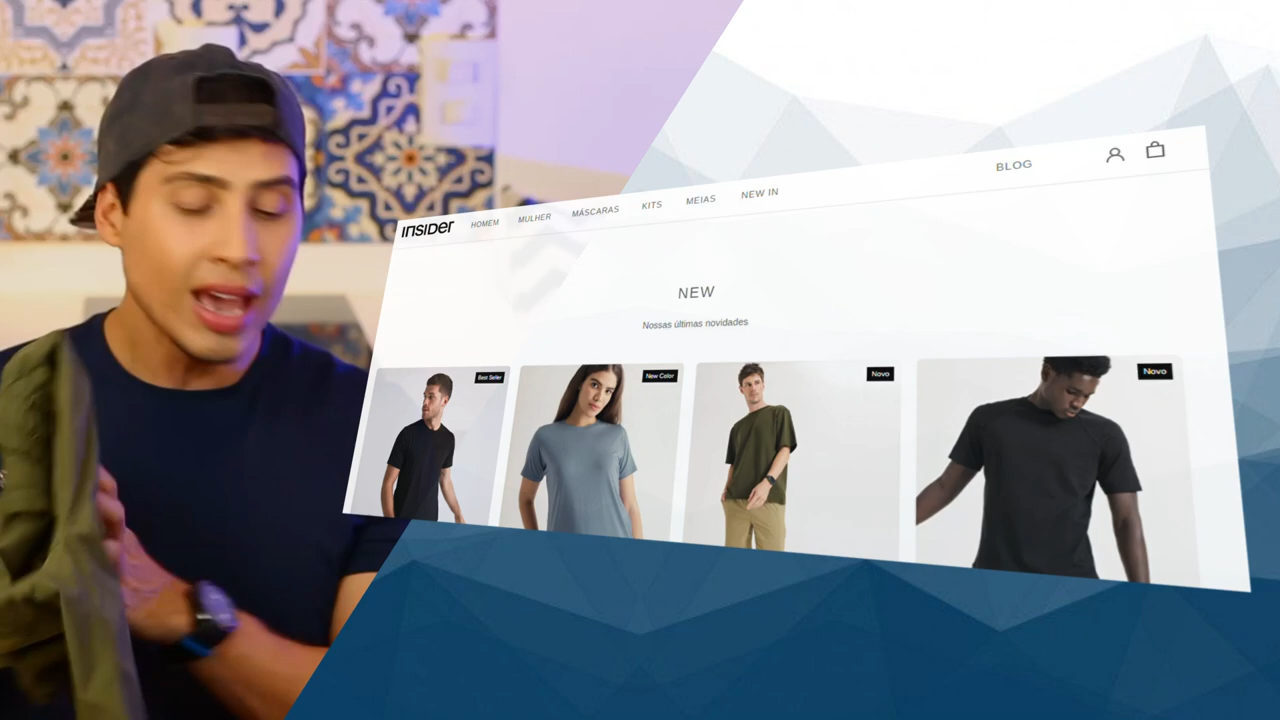 INSIDER HOMEM MULHER MÁSCARAS KITS MEIAS NEW IN BLOG
NEW
Nossas últimas novidades
Best Seller New Color Novo Novo